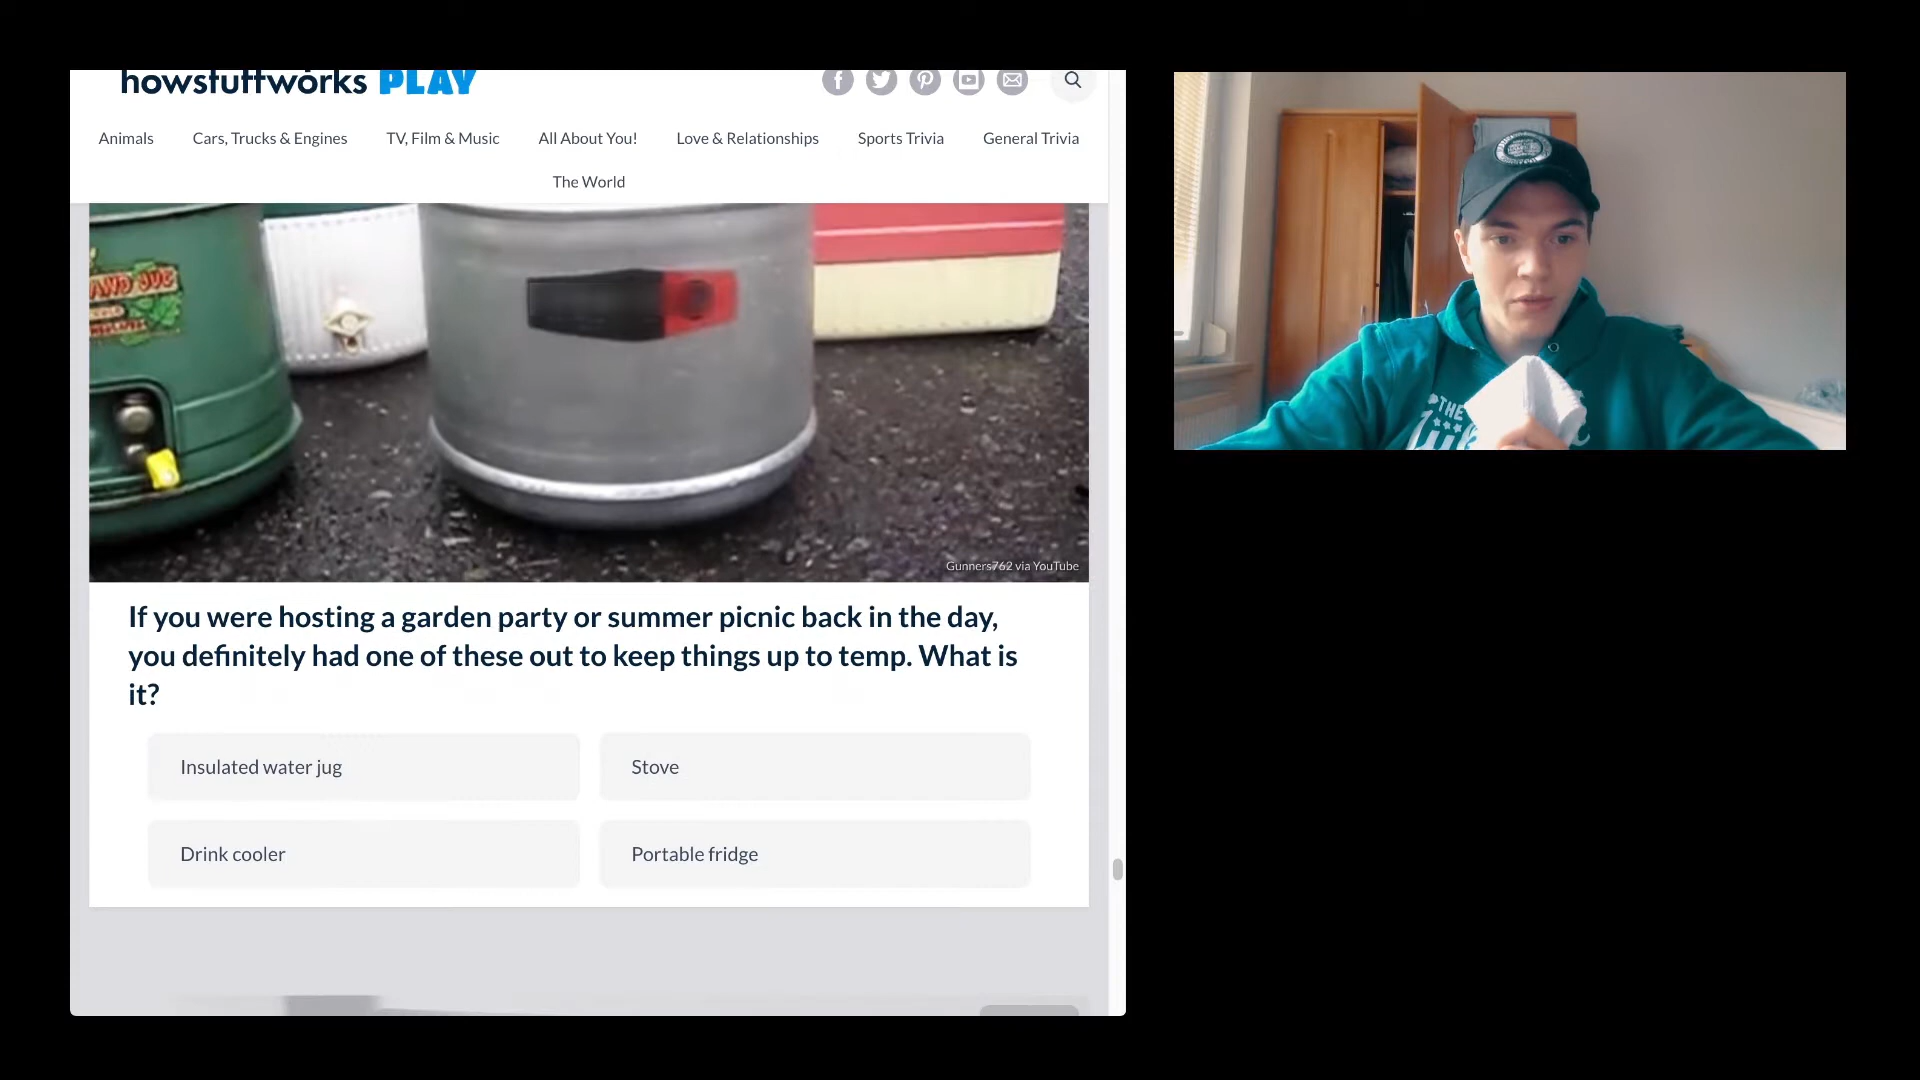 howstuffworks PLAY
Animals
Cars, Trucks & Engines
TV, Film & Music
All About You!
Love & Relationships
Sports Trivia
General Trivia
The World
AND JUG
Gunners762 via YouTube
If you were hosting a garden party or summer picnic back in the day,
you definitely had one of these out to keep things up to temp. What is
it?
Insulated water jug
Stove
Drink cooler
Portable fridge
THE